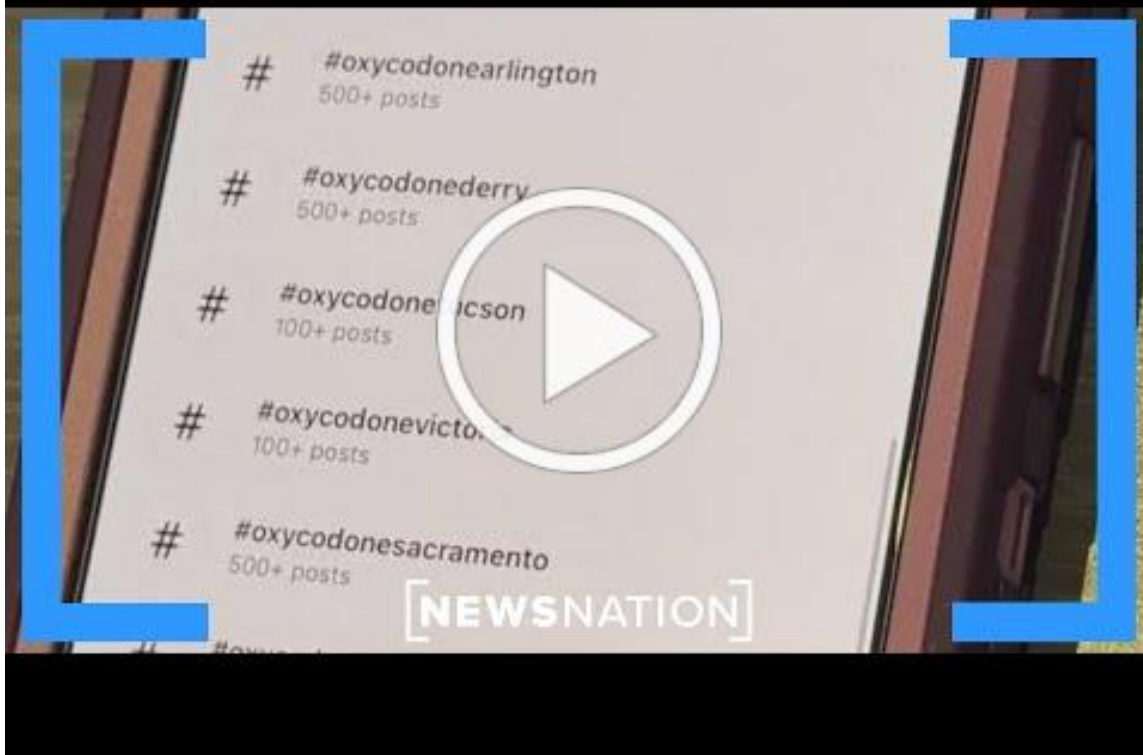 # #oxycodonearlington
500+ posts
# #oxycodonederry
500+ posts
#
100+ posts
#
100+ posts
# #oxycodonesacramento
500+ posts
[NEWSNATION]